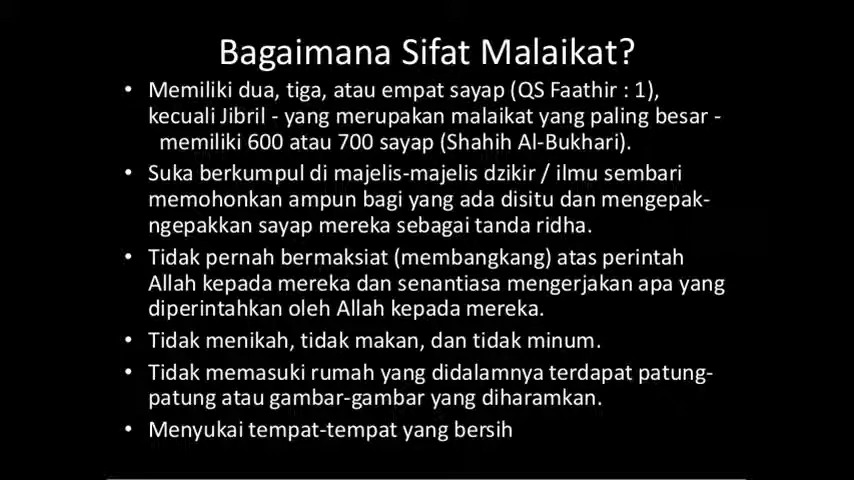 Bagaimana Sifat Malaikat?
• Memiliki dua, tiga, atau empat sayap (QS Faathir : 1),
kecuali Jibril - yang merupakan malaikat yang paling besar -
memiliki 600 atau 700 sayap (Shahih Al-Bukhari).
• Suka berkumpul di majelis-majelis dzikir / ilmu sembari
memohonkan ampun bagi yang ada disitu dan mengepak-
ngepakkan sayap mereka sebagai tanda ridha.
• Tidak pernah bermaksiat (membangkang) atas perintah
Allah kepada mereka dan senantiasa mengerjakan apa yang
diperintahkan oleh Allah kepada mereka.
• Tidak menikah, tidak makan, dan tidak minum.
• Tidak memasuki rumah yang didalamnya terdapat patung-
patung atau gambar-gambar yang diharamkan.
• Menyukai tempat-tempat yang bersih